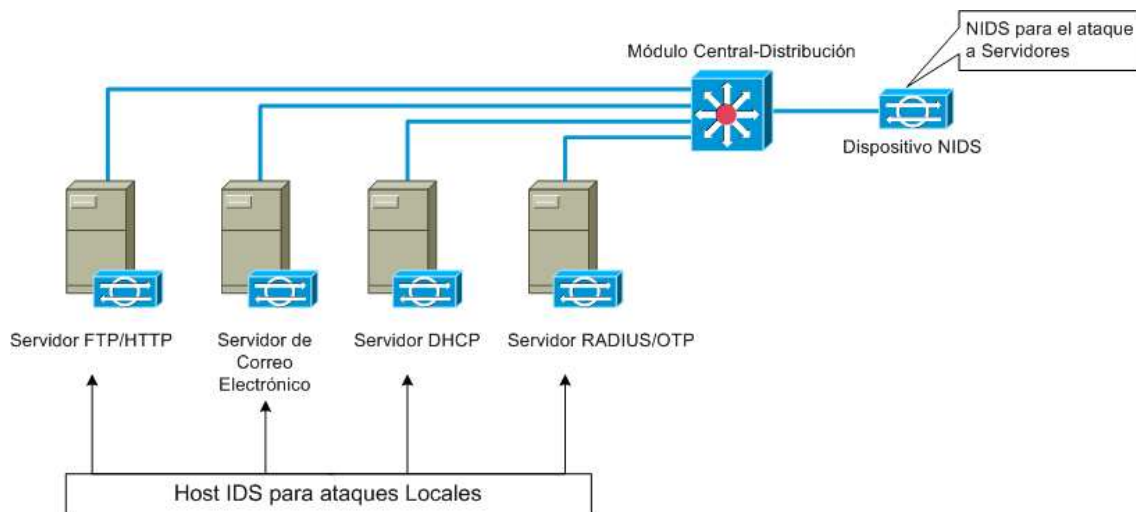 NIDS para el ataque
a Servidores
Módulo Central-Distribución
Dispositivo NIDS
Servidor FTP/HTTP
Servidor de
Correo
Electrónico
Servidor DHCP
Servidor RADIUS/OTP
Host IDS para ataques Locales